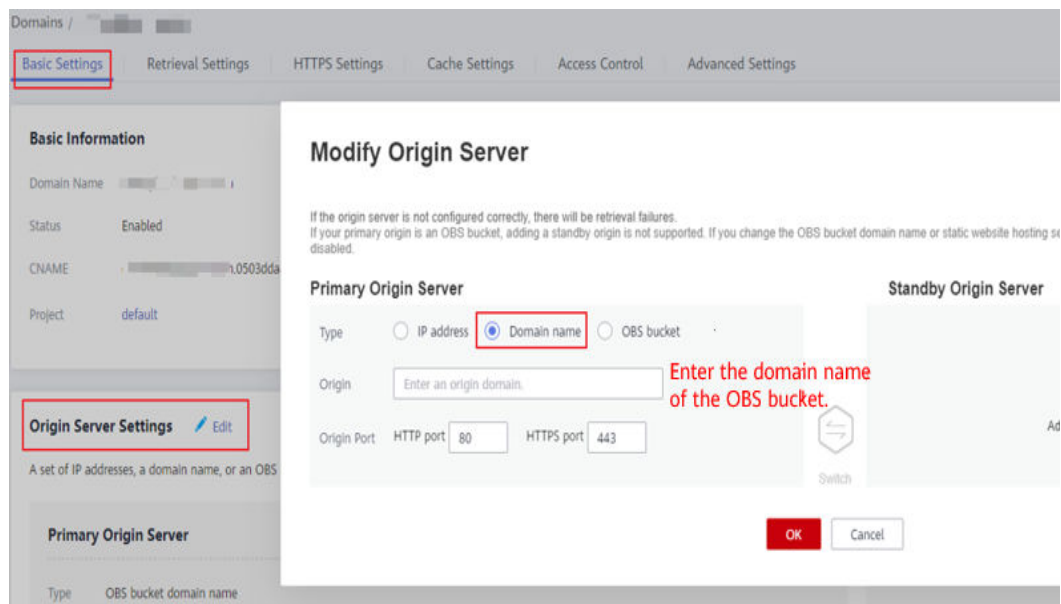 Domains /
Basic Settings Retrieval Settings HTTPS Settings Cache Settings Access Control Advanced Settings
Basic Information
Domain Name
Status Enabled
CNAME .0503dda
Project default
Origin Server Settings Edit
A set of IP addresses, a domain name, or an OBS
Primary Origin Server
Type OBS bucket domain name
Modify Origin Server
If the origin server is not configured correctly, there will be retrieval failures.
If your primary origin is an OBS bucket, adding a standby origin is not supported. If you change the OBS bucket domain name or static website hosting se
disabled.
Primary Origin Server
Type IP address Domain name OBS bucket
Origin Enter an origin domain.
Enter the domain name
of the OBS bucket.
Origin Port HTTP port 80 HTTPS port 443
Switch
Standby Origin Server
Ad
OK Cancel